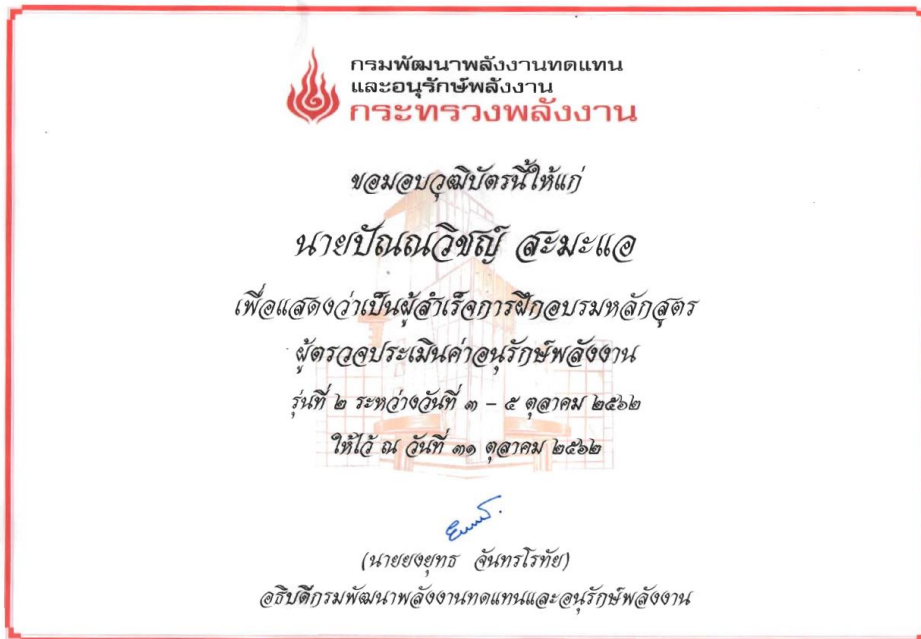 กรมพัฒนาพลังงานทดแทน
และอนุรักษ์พลังงาน
กระทรวงพลังงาน
ขอมอบวุฒิบัตรนี้ให้แก่
นายปัณณวิชญ์ สะมะแอ
เพื่อแสดงว่าเป็นผู้สำเร็จการฝึกอบรมหลักสูตร
ผู้ตรวจประเมินค่าอนุรักษ์พลังงาน
รุ่นที่ ๒ ระหว่างวันที่ ๓ - ๕ ตุลาคม ๒๕๖๒
ให้ไว้ ณ วันที่ ๓๑ ตุลาคม ๒๕๖๒
(นายยงยุทธ จันทรโรทัย)
อธิบดีกรมพัฒนาพลังงานทดแทนและอนุรักษ์พลังงาน